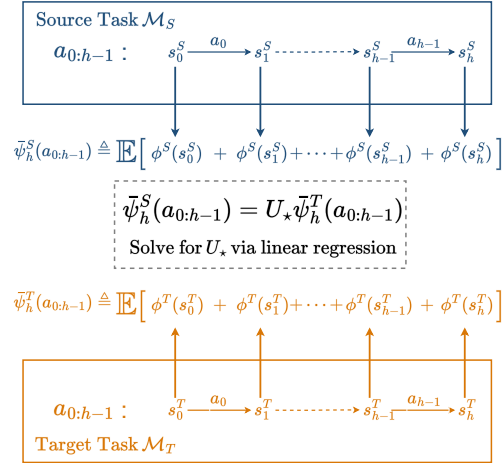 Source Task 𝓜_S
a_{0:h−1} : s_0^S a_0 s_1^S s_{h−1}^S a_{h−1} s_h^S
ψ̄_h^S(a_{0:h−1}) ≜ 𝔼[ ϕ^S(s_0^S) + ϕ^S(s_1^S) + ⋯ + ϕ^S(s_{h−1}^S) + ϕ^S(s_h^S) ]
ψ̄_h^S(a_{0:h−1}) = U_⋆ ψ̄_h^T(a_{0:h−1})
Solve for U_⋆ via linear regression
ψ̄_h^T(a_{0:h−1}) ≜ 𝔼[ ϕ^T(s_0^T) + ϕ^T(s_1^T) + ⋯ + ϕ^T(s_{h−1}^T) + ϕ^T(s_h^T) ]
a_{0:h−1} : s_0^T a_0 s_1^T s_{h−1}^T a_{h−1} s_h^T
Target Task 𝓜_T